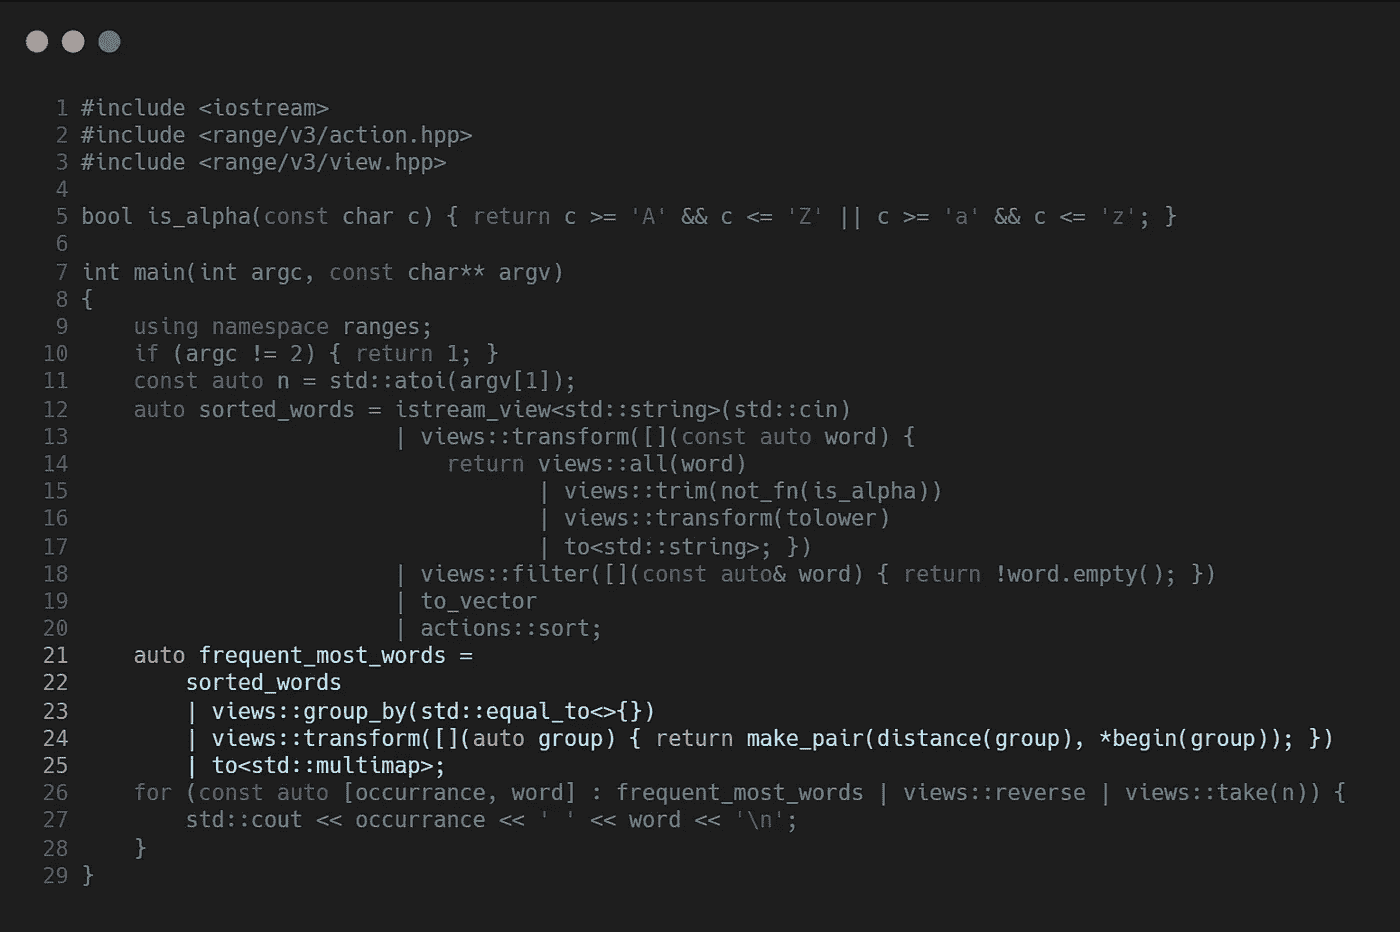 1 #include <iostream>
2 #include <range/v3/action.hpp>
3 #include <range/v3/view.hpp>
4
5 bool is_alpha(const char c) { return c >= 'A' && c <= 'Z' || c >= 'a' && c <= 'z'; }
6
7 int main(int argc, const char** argv)
8 {
9     using namespace ranges;
10     if (argc != 2) { return 1; }
11     const auto n = std::atoi(argv[1]);
12     auto sorted_words = istream_view<std::string>(std::cin)
13                         | views::transform([](const auto word) {
14                             return views::all(word)
15                                    | views::trim(not_fn(is_alpha))
16                                    | views::transform(tolower)
17                                    | to<std::string>; })
18                         | views::filter([](const auto& word) { return !word.empty(); })
19                         | to_vector
20                         | actions::sort;
21     auto frequent_most_words =
22         sorted_words
23         | views::group_by(std::equal_to<>{})
24         | views::transform([](auto group) { return make_pair(distance(group), *begin(group)); })
25         | to<std::multimap>;
26     for (const auto [occurrance, word] : frequent_most_words | views::reverse | views::take(n)) {
27         std::cout << occurrance << ' ' << word << '\n';
28     }
29 }